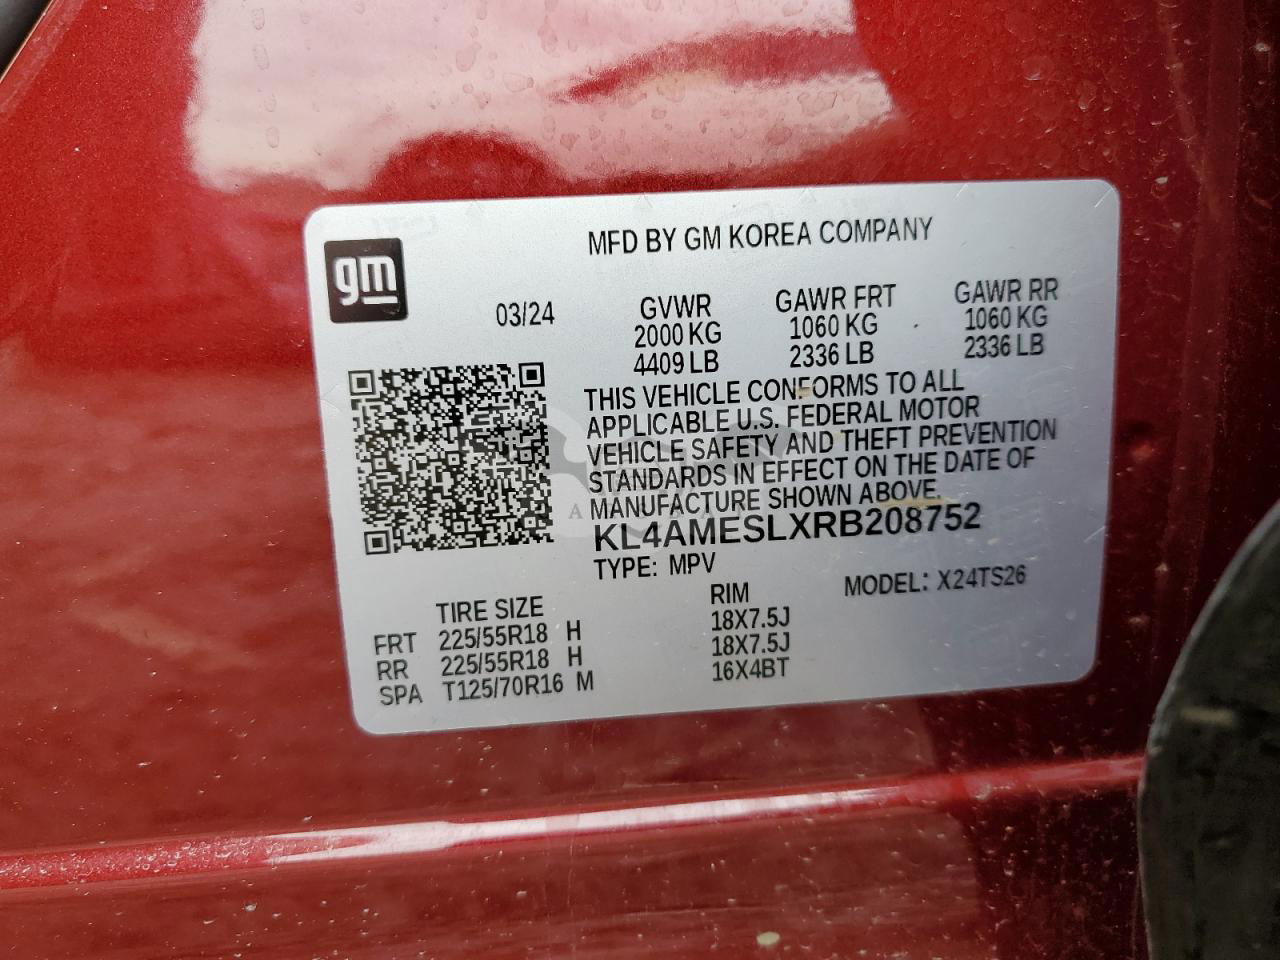 MFD BY GM KOREA COMPANY
gm
03/24
GVWR GAWR FRT GAWR RR
2000 KG 1060 KG 1060 KG
4409 LB 2336 LB 2336 LB
THIS VEHICLE CONFORMS TO ALL
APPLICABLE U.S. FEDERAL MOTOR
VEHICLE SAFETY AND THEFT PREVENTION
STANDARDS IN EFFECT ON THE DATE OF
MANUFACTURE SHOWN ABOVE.
KL4AMESLXRB208752
TYPE: MPV MODEL: X24TS26
TIRE SIZE RIM
FRT 225/55R18 H 18X7.5J
RR 225/55R18 H 18X7.5J
SPA T125/70R16 M 16X4BT